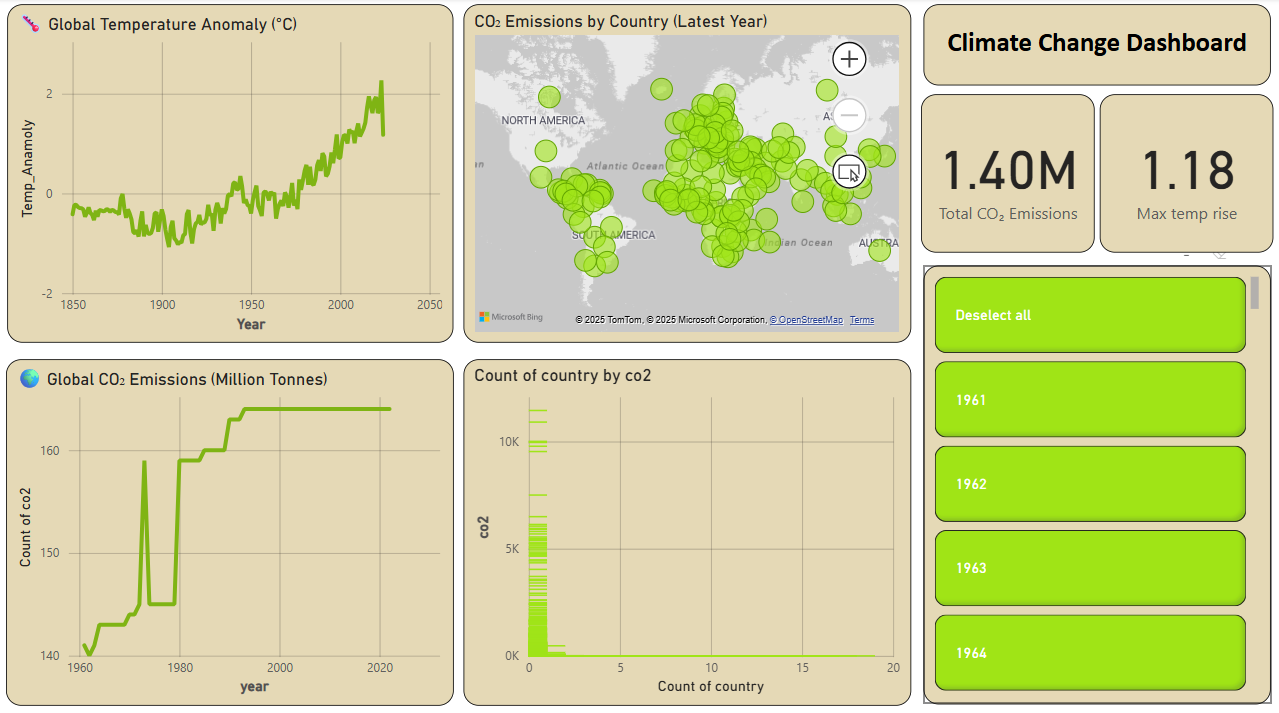 Global Temperature Anomaly (°C)
Temp_Anamoly
2
0
-2
1850
1900
1950
2000
2050
Year
CO₂ Emissions by Country (Latest Year)
NORTH AMERICA
Atlantic Ocean
SOUTH AMERICA
Indian Ocean
AUSTRA
Microsoft Bing
© 2025 TomTom, © 2025 Microsoft Corporation, © OpenStreetMap Terms
Climate Change Dashboard
1.40M
Total CO₂ Emissions
1.18
Max temp rise
Global CO₂ Emissions (Million Tonnes)
Count of co2
160
150
140
1960
1980
2000
2020
year
Count of country by co2
co2
10K
5K
0K
0
5
10
15
20
Count of country
Deselect all
1961
1962
1963
1964